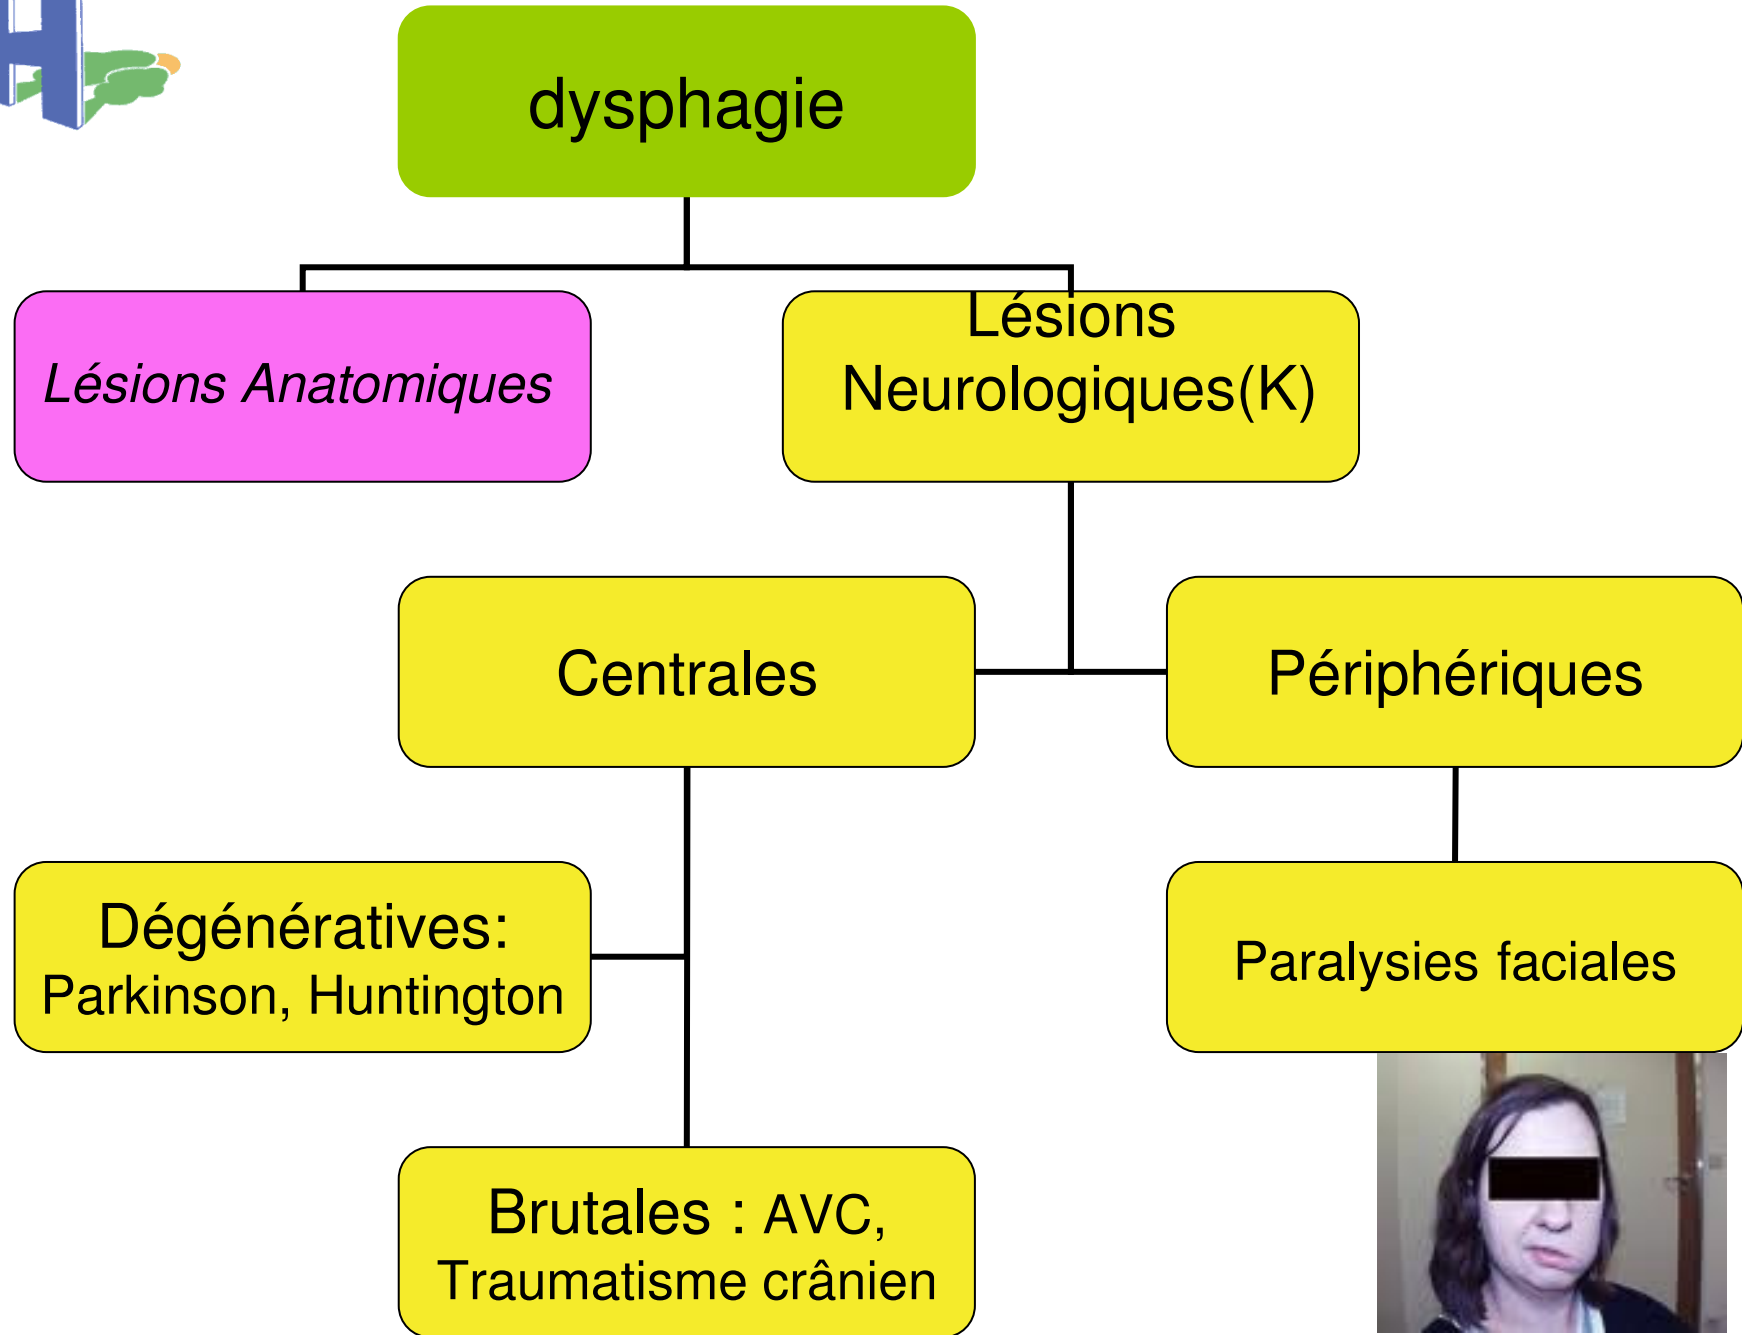 dysphagie
Lésions Anatomiques
Lésions
Neurologiques(K)
Centrales
Périphériques
Dégénératives:
Parkinson, Huntington
Paralysies faciales
Brutales : AVC,
Traumatisme crânien